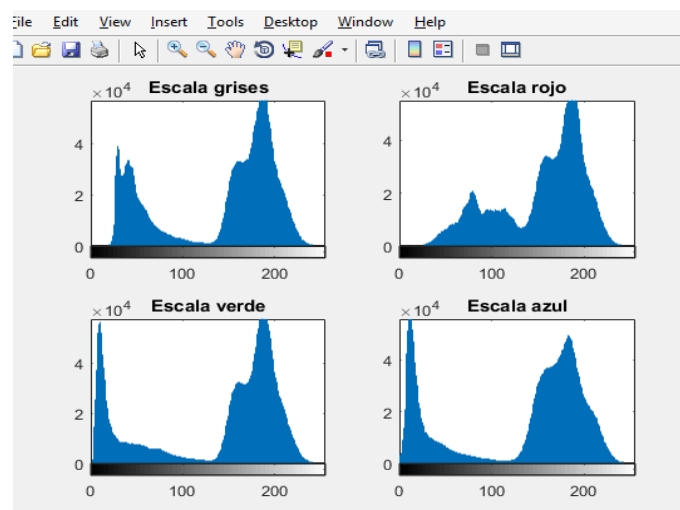 File Edit View Insert Tools Desktop Window Help
×10⁴ Escala grises
4
2
0
0 100 200
×10⁴ Escala rojo
4
2
0
0 100 200
×10⁴ Escala verde
4
2
0
0 100 200
×10⁴ Escala azul
4
2
0
0 100 200